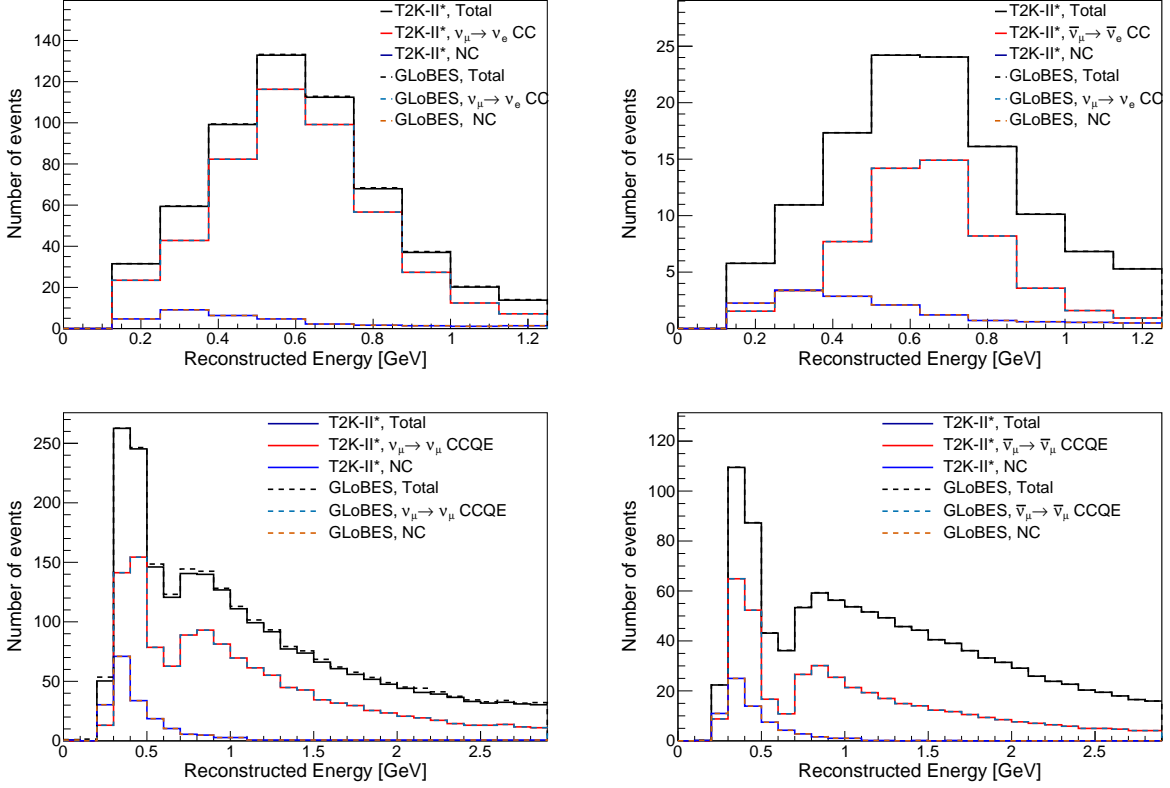 T2K-II*, Total
T2K-II*, νμ→ νe CC
T2K-II*, NC
GLoBES, Total
GLoBES, νμ→ νe CC
GLoBES, NC
Number of events
0
20
40
60
80
100
120
140
0
0.2
0.4
0.6
0.8
1
1.2
Reconstructed Energy [GeV]
T2K-II*, Total
T2K-II*, ν̅μ→ ν̅e CC
T2K-II*, NC
GLoBES, Total
GLoBES, νμ→ νe CC
GLoBES, NC
Number of events
0
5
10
15
20
25
0
0.2
0.4
0.6
0.8
1
1.2
Reconstructed Energy [GeV]
T2K-II*, Total
T2K-II*, νμ→ νμ CCQE
T2K-II*, NC
GLoBES, Total
GLoBES, νμ→ νμ CCQE
GLoBES, NC
Number of events
0
50
100
150
200
250
0
0.5
1
1.5
2
2.5
Reconstructed Energy [GeV]
T2K-II*, Total
T2K-II*, ν̅μ→ ν̅μ CCQE
T2K-II*, NC
GLoBES, Total
GLoBES, ν̅μ→ ν̅μ CCQE
GLoBES, NC
Number of events
0
20
40
60
80
100
120
0
0.5
1
1.5
2
2.5
Reconstructed Energy [GeV]